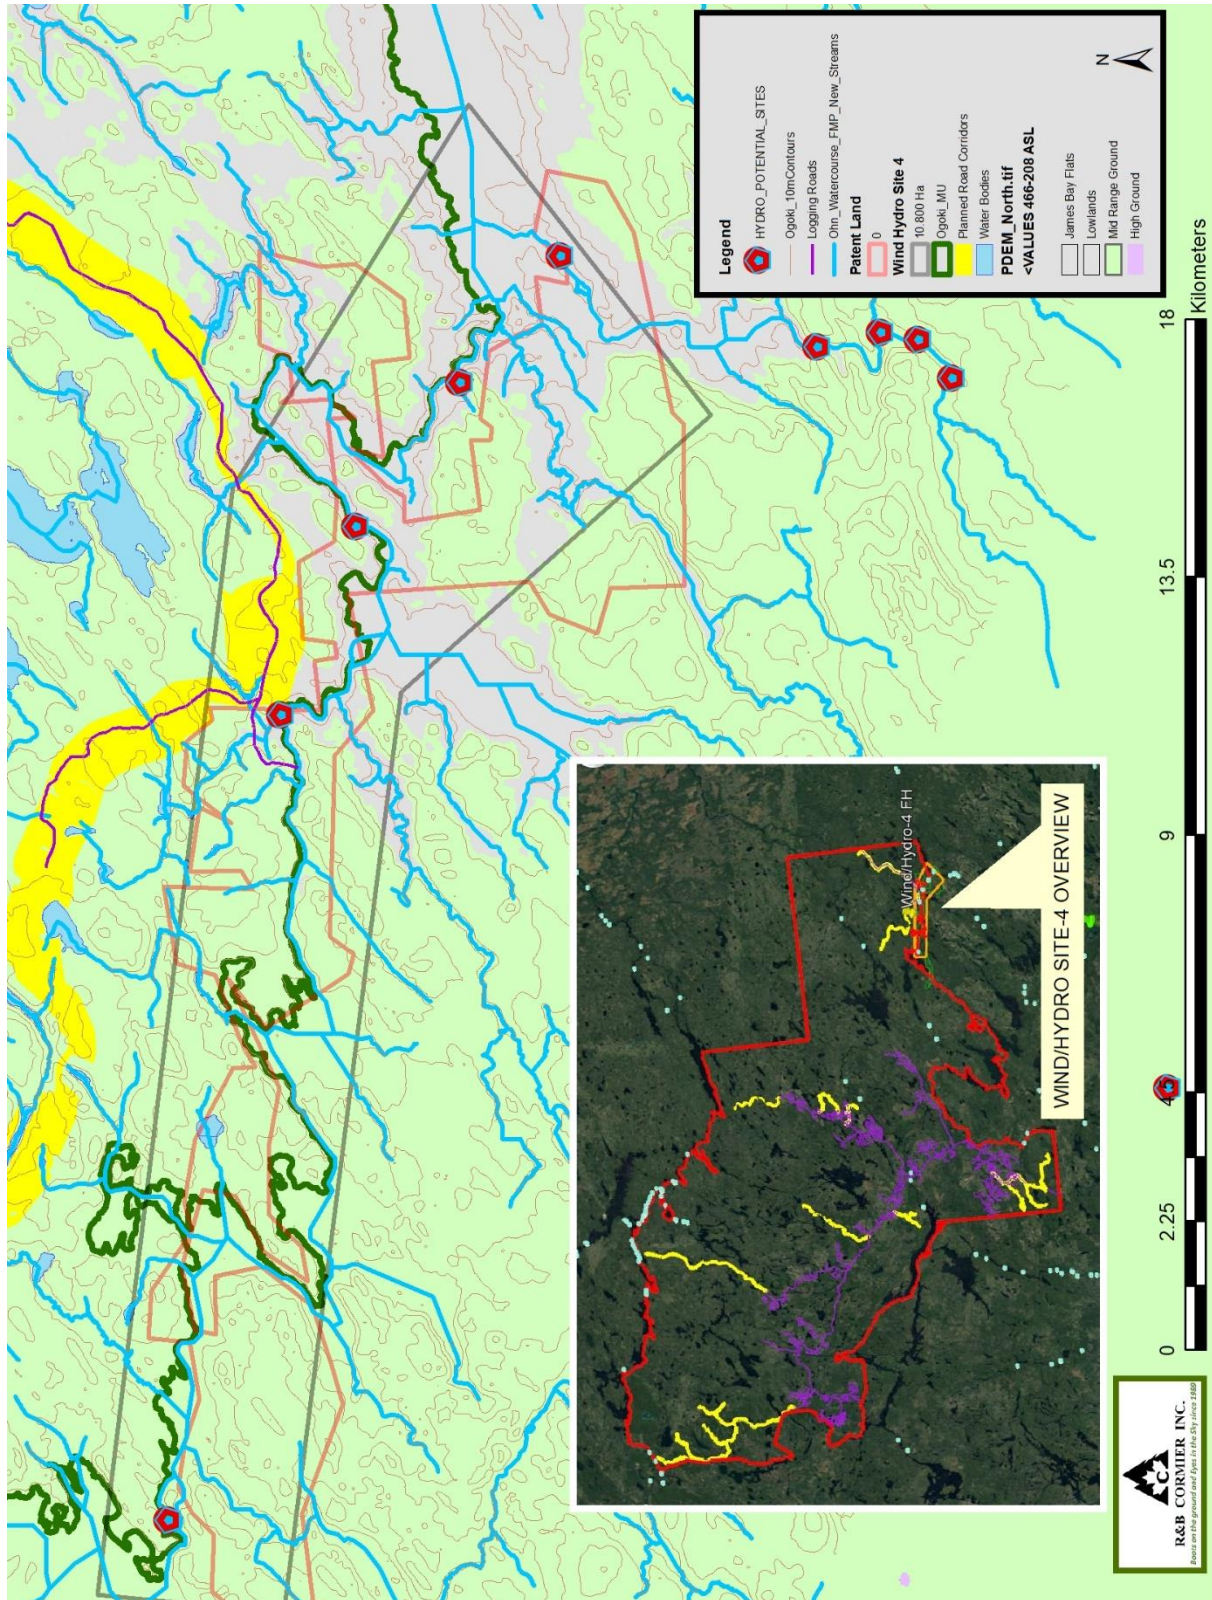 Legend
HYDRO_POTENTIAL_SITES
Ogoki_10mContours
Logging Roads
Ohn_Watercourse_FMP_New_Streams
Patent Land
0
Wind Hydro Site 4
10.800 Ha
Ogoki_MU
Planned Road Corridors
Water Bodies
PDEM_North.tif
<VALUES 466-208 ASL
James Bay Flats
Lowlands
Mid Range Ground
High Ground
N
Wind/Hydro-4 FH
WIND/HYDRO SITE-4 OVERVIEW
0 2.25 4.5 9 13.5 18
Kilometers
C
R&B CORMIER INC.
Boots on the ground and Eyes in the Sky since 1989